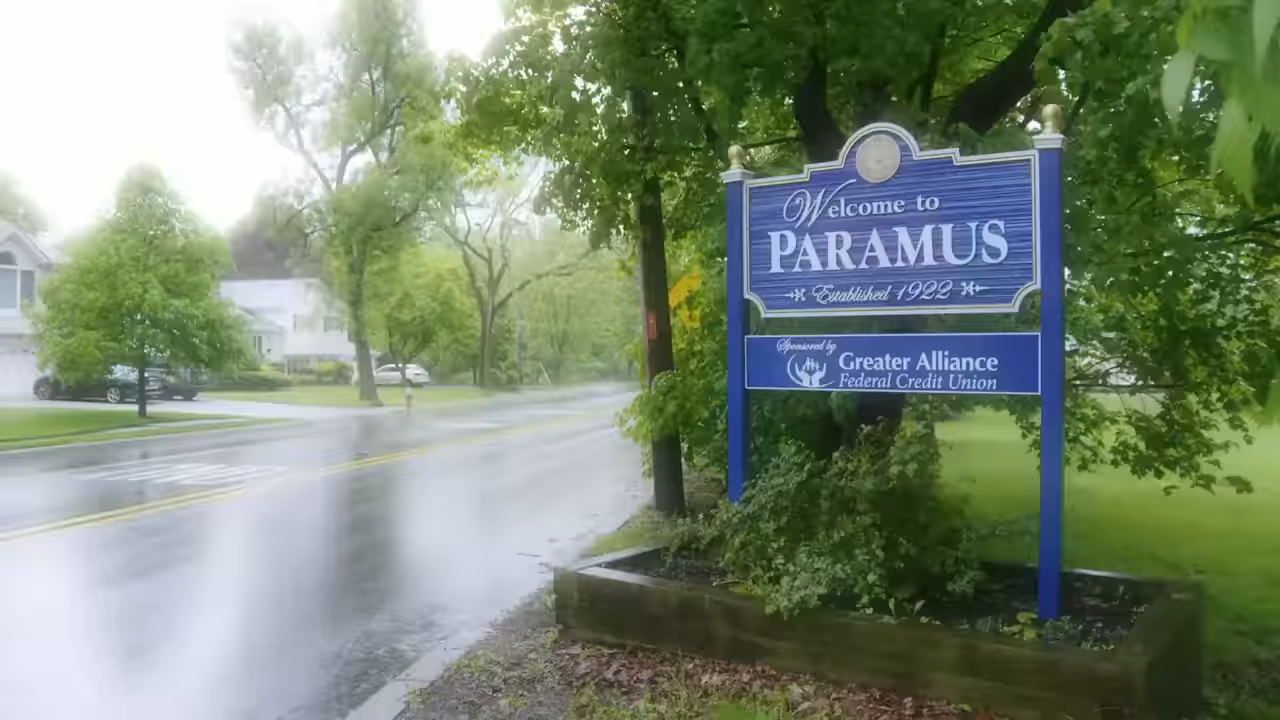 Welcome to
PARAMUS
Established 1922
Sponsored by
Greater Alliance
Federal Credit Union